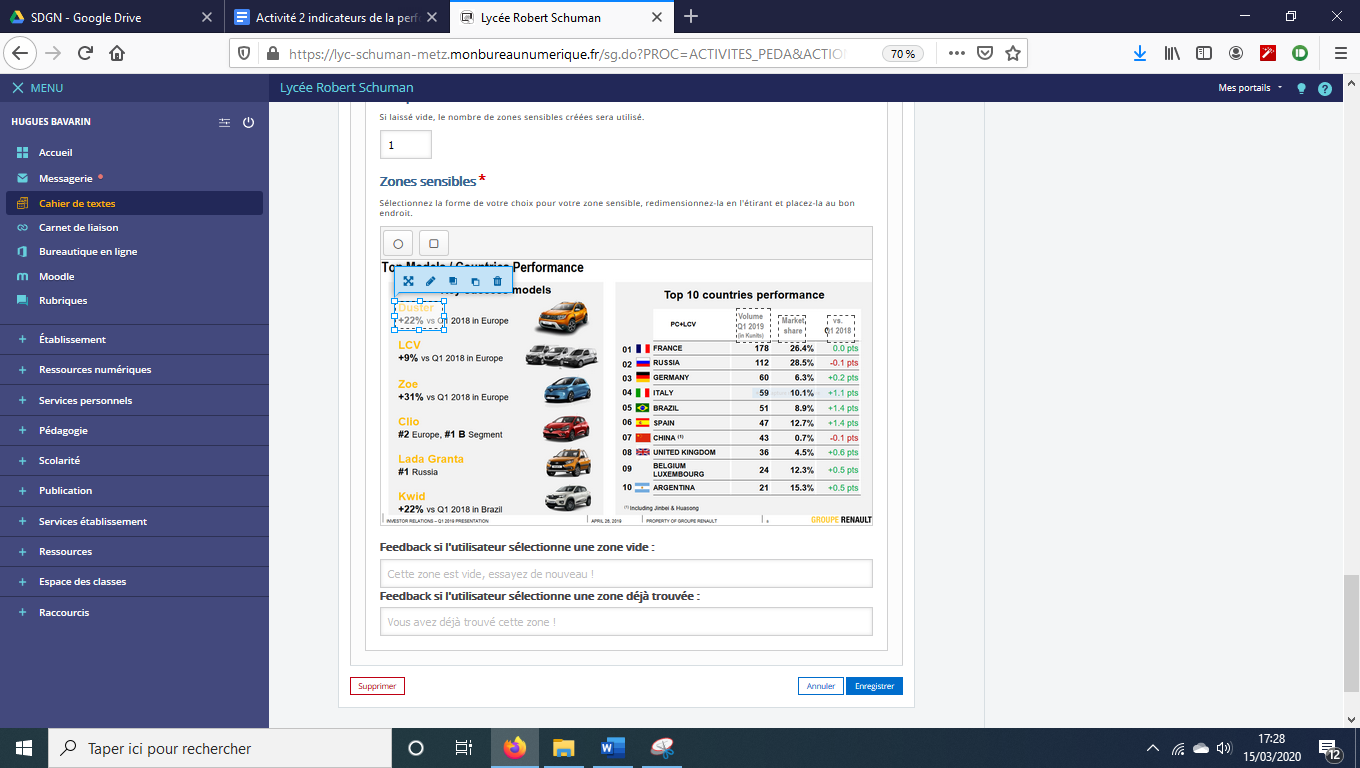 SDGN - Google Drive
Activité 2 indicateurs de la perf
Lycée Robert Schuman
https://lyc-schuman-metz.monbureaunumerique.fr/sg.do?PROC=ACTIVITES_PEDA&ACTION
70 %
MENU
Lycée Robert Schuman
Mes portails
HUGUES BAVARIN
Accueil
Messagerie
Cahier de textes
Carnet de liaison
Bureautique en ligne
Moodle
Rubriques
Établissement
Ressources numériques
Services personnels
Pédagogie
Scolarité
Publication
Services établissement
Ressources
Espace des classes
Raccourcis
Si laissé vide, le nombre de zones sensibles créées sera utilisé.
1
Zones sensibles *
Sélectionnez la forme de votre choix pour votre zone sensible, redimensionnez-la en l'étirant et placez-la au bon
endroit.
Top Models / Countries Performance
models
Duster
+22% vs Q1 2018 in Europe
LCV
+9% vs Q1 2018 in Europe
Zoe
+31% vs Q1 2018 in Europe
Clio
#2 Europe, #1 B Segment
Lada Granta
#1 Russia
Kwid
+22% vs Q1 2018 in Brazil
Top 10 countries performance
PC+LCV
Volume
Q1 2019
(in Kunits)
Market
share
vs.
Q1 2018
01 FRANCE 178 26.4% 0.0 pts
02 RUSSIA 112 28.5% -0.1 pts
03 GERMANY 60 6.3% +0.2 pts
04 ITALY 59 10.1% +1.1 pts
05 BRAZIL 51 8.9% +1.4 pts
06 SPAIN 47 12.7% +1.4 pts
07 CHINA (1) 43 0.7% -0.1 pts
08 UNITED KINGDOM 36 4.5% +0.6 pts
09 BELGIUM
LUXEMBOURG 24 12.3% +0.5 pts
10 ARGENTINA 21 15.3% +0.5 pts
(1) Including Jinbei & Huasong
INVESTOR RELATIONS – Q1 2019 PRESENTATION
APRIL 26, 2019
PROPERTY OF GROUPE RENAULT
GROUPE RENAULT
Feedback si l'utilisateur sélectionne une zone vide :
Cette zone est vide, essayez de nouveau !
Feedback si l'utilisateur sélectionne une zone déjà trouvée :
Vous avez déjà trouvé cette zone !
Supprimer
Annuler
Enregistrer
Taper ici pour rechercher
17:28
15/03/2020
12